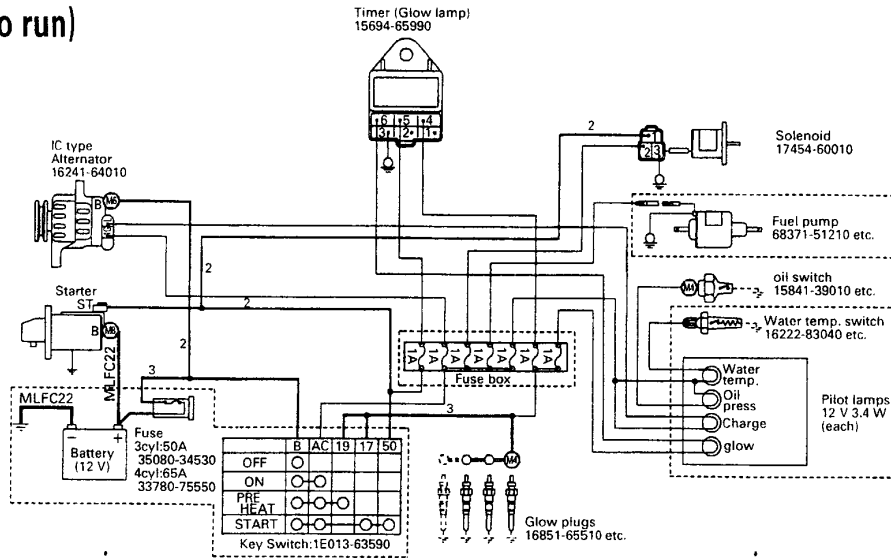 o run)
Timer (Glow lamp)
15694-65990
6 5 4
3 2 1
IC type
Alternator
16241-64010
B
M6
2
2 3
Solenoid
17454-60010
Fuel pump
68371-51210 etc.
M4
oil switch
15841-39010 etc.
Water temp. switch
16222-83040 etc.
2
2
2
Starter
ST
B
M8
MLFC22
3
MLFC22
Battery
(12 V)
- +
Fuse
3cyl:50A
35080-34530
4cyl:65A
33780-75550
1A 1A 1A 1A 1A 1A 1A
Fuse box
3
Water
temp.
Oil
press
Charge
glow
Pilot lamps
12 V 3.4 W
(each)
B AC 19 17 50
OFF
ON
PRE
HEAT
START
Key Switch:1E013-63590
M4
Glow plugs
16851-65510 etc.